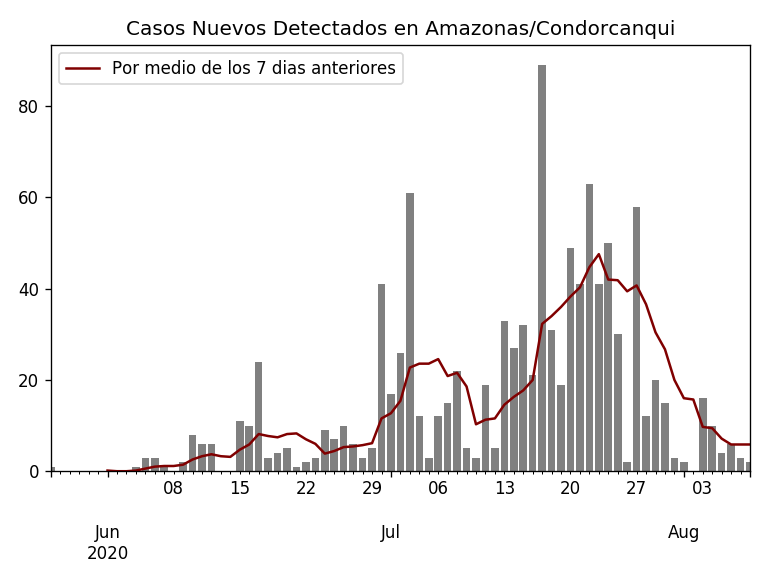 Casos Nuevos Detectados en Amazonas/Condorcanqui
Por medio de los 7 dias anteriores
80
60
40
20
0
08 15 22 29 06 13 20 27 03
Jun Jul Aug
2020